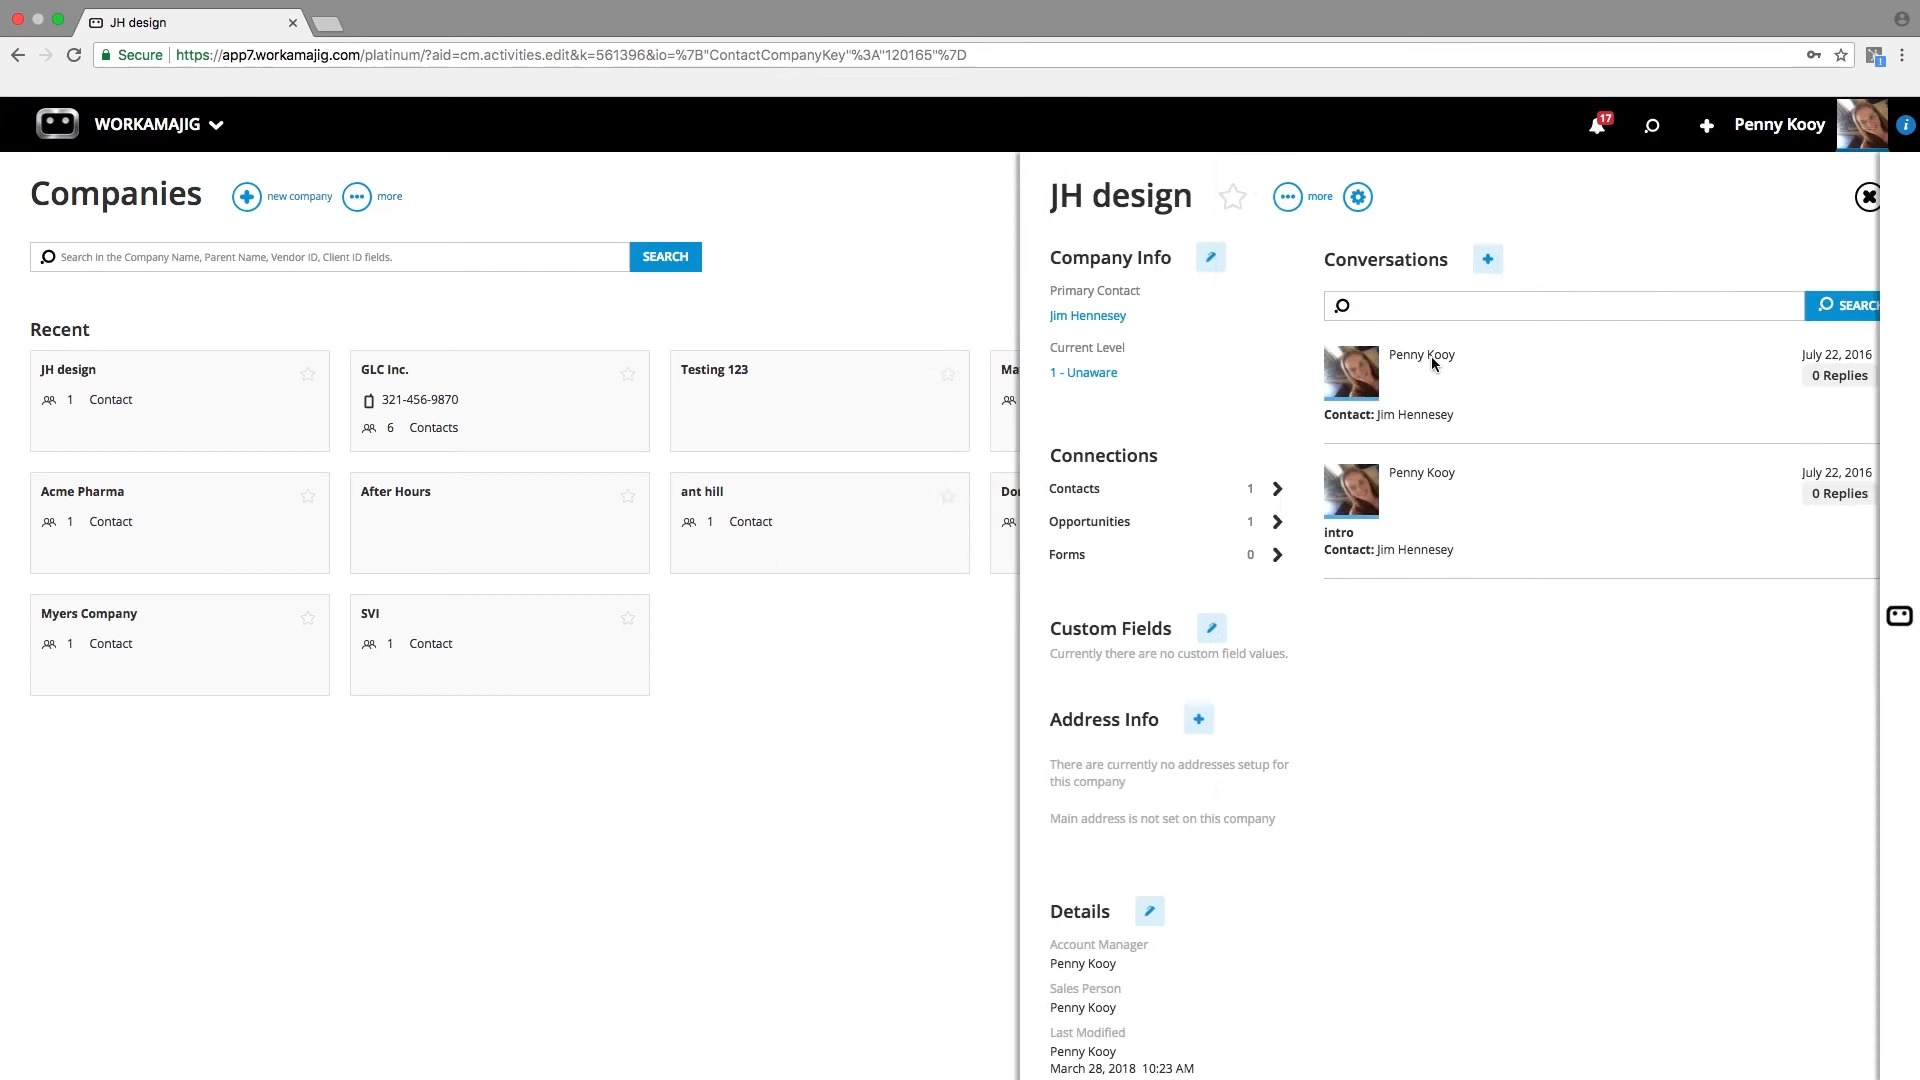 JH design
Secure https://app7.workamajig.com/platinum/?aid=cm.activities.edit&k=561396&io=%7B"ContactCompanyKey"%3A"120165"%7D
WORKAMAJIG
17
Penny Kooy
Companies
new company
more
Search in the Company Name, Parent Name, Vendor ID, Client ID fields.
SEARCH
Recent
JH design
1 Contact
GLC Inc.
321-456-9870
6 Contacts
Testing 123
Ma
Acme Pharma
1 Contact
After Hours
ant hill
1 Contact
Myers Company
1 Contact
SVI
1 Contact
JH design
more
Company Info
Primary Contact
Jim Hennesey
Current Level
1 - Unaware
Connections
Contacts 1
Opportunities 1
Forms 0
Custom Fields
Currently there are no custom field values.
Address Info
There are currently no addresses setup for
this company
Main address is not set on this company
Details
Account Manager
Penny Kooy
Sales Person
Penny Kooy
Last Modified
Penny Kooy
March 28, 2018 10:23 AM
Conversations
SEARCH
Penny Kooy
July 22, 2016
0 Replies
Contact: Jim Hennesey
Penny Kooy
July 22, 2016
0 Replies
intro
Contact: Jim Hennesey